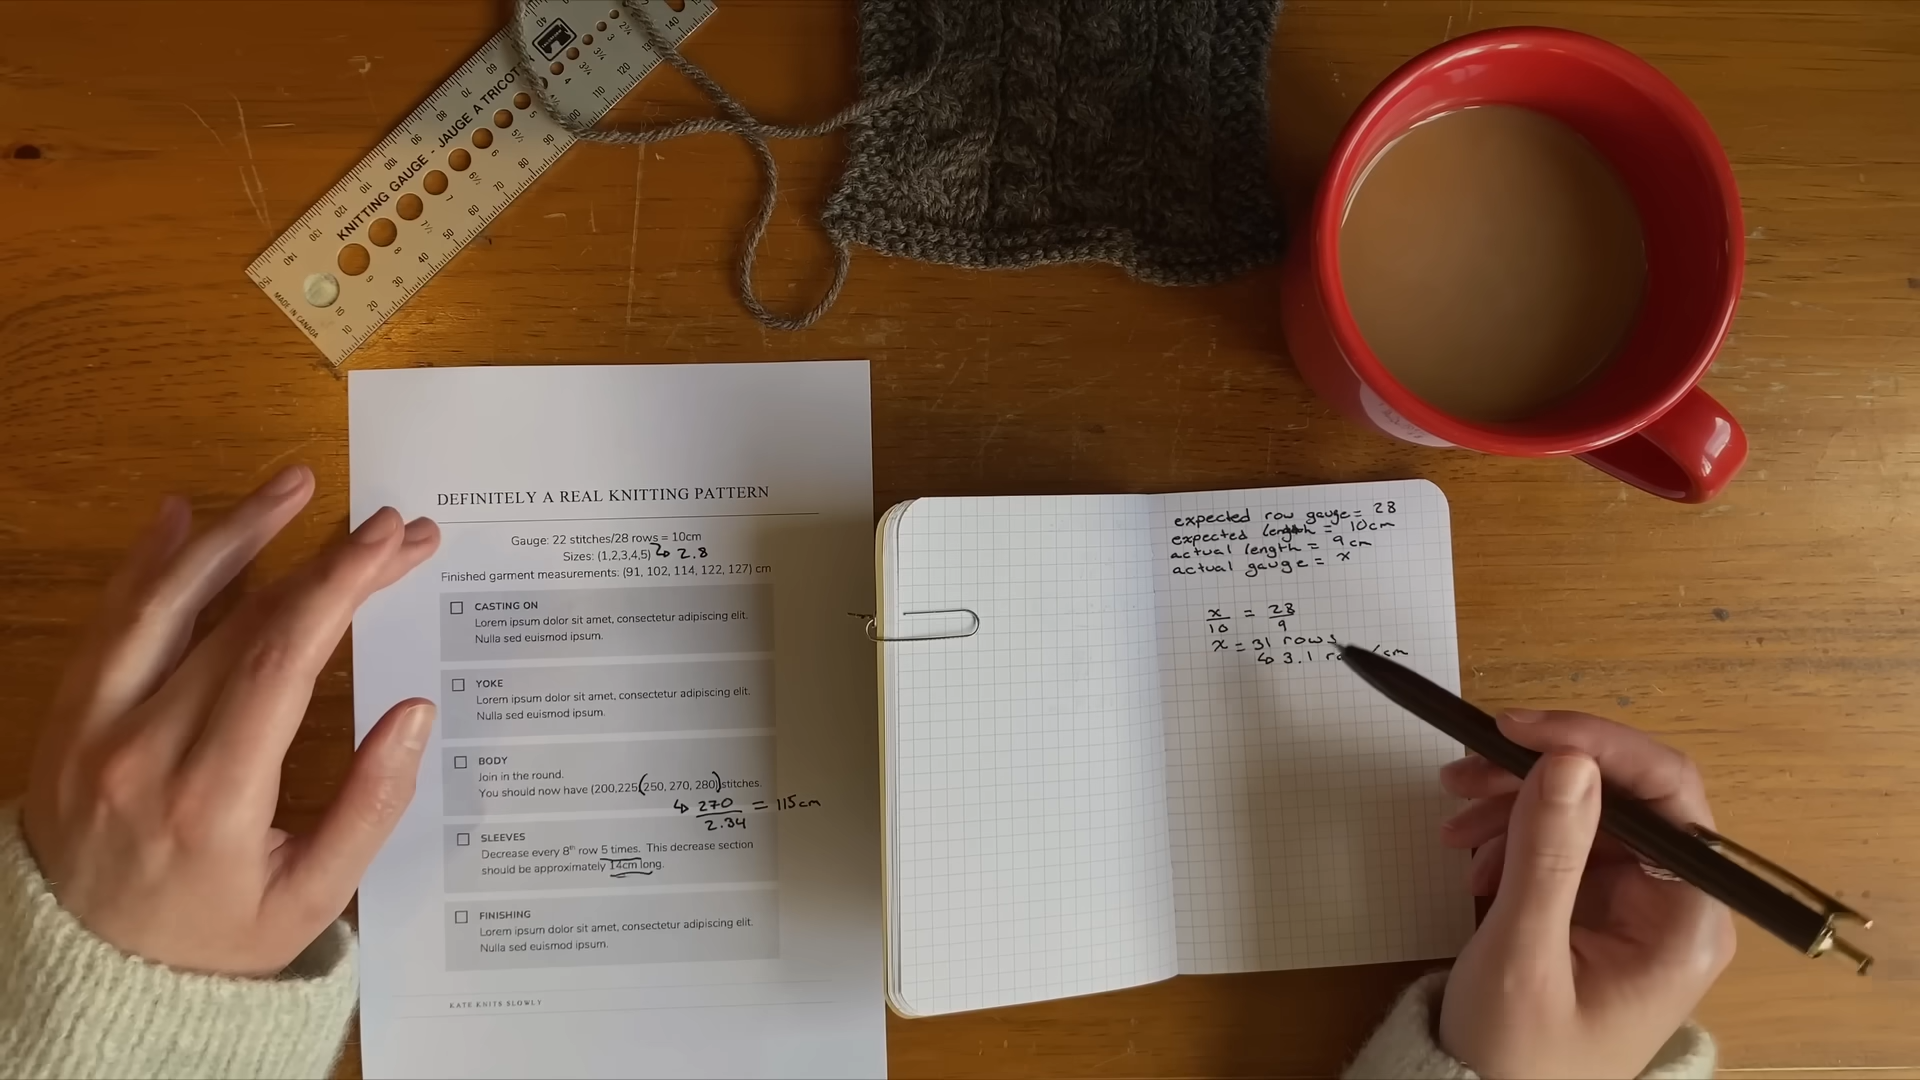 KNITTING GAUGE - JAUGE A TRICOT
MADE IN CANADA
DEFINITELY A REAL KNITTING PATTERN
Gauge: 22 stitches/28 rows = 10cm
Sizes: (1,2,3,4,5) ↳ 2.8
Finished garment measurements: (91, 102, 114, 122, 127) cm
CASTING ON
Lorem ipsum dolor sit amet, consectetur adipiscing elit.
Nulla sed euismod ipsum.
YOKE
Lorem ipsum dolor sit amet, consectetur adipiscing elit.
Nulla sed euismod ipsum.
BODY
Join in the round.
You should now have (200,225(250, 270, 280)) stitches.
↳ 270 = 115cm
2.34
SLEEVES
Decrease every 8th row 5 times. This decrease section
should be approximately 14cm long.
FINISHING
Lorem ipsum dolor sit amet, consectetur adipiscing elit.
Nulla sed euismod ipsum.
KATE KNITS SLOWLY
expected row gauge = 28
expected length = 10cm
actual length = 9cm
actual gauge = x
x = 28
10 9
x = 31 rows
↳ 3.1 /cm